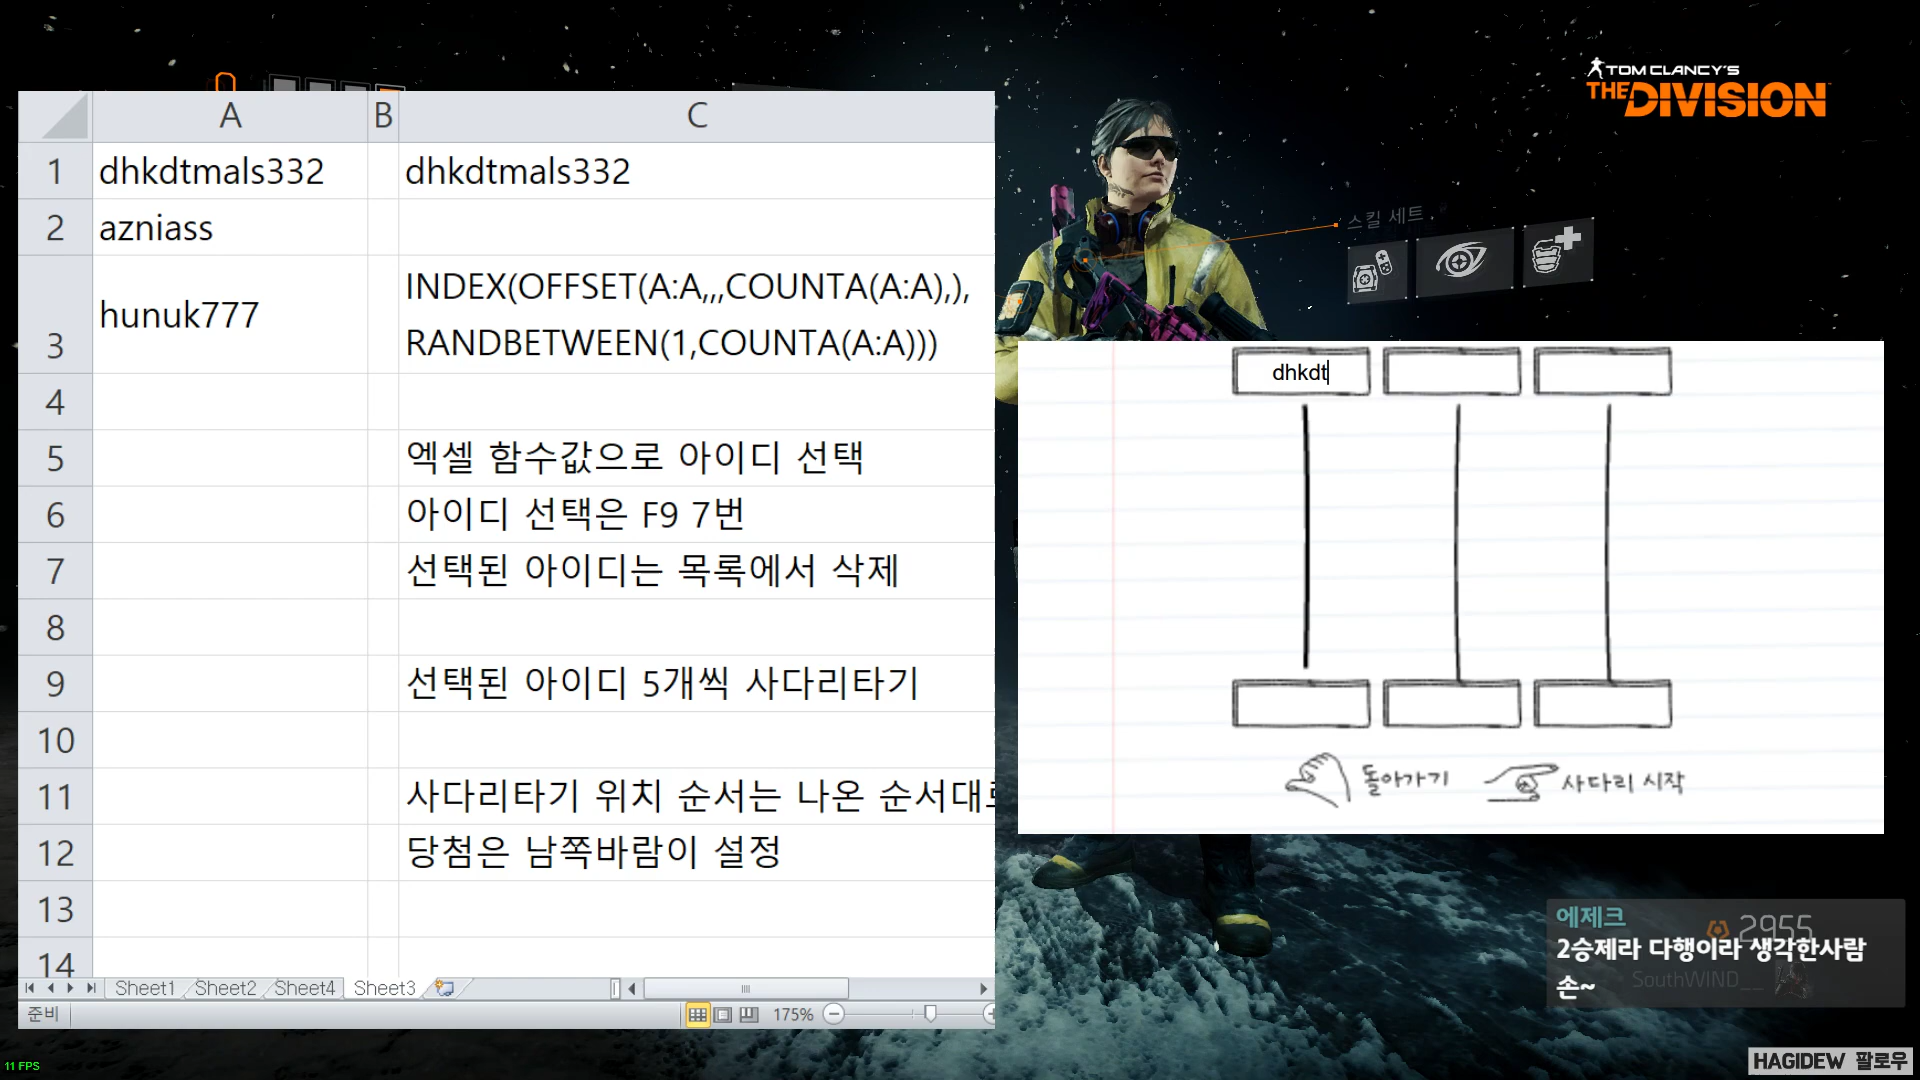 TOM CLANCY'S
THE DIVISION
A B C
1 dhkdtmals332 dhkdtmals332
2 azniass
3 hunuk777 INDEX(OFFSET(A:A,,,COUNTA(A:A),),
RANDBETWEEN(1,COUNTA(A:A)))
4
5 엑셀 함수값으로 아이디 선택
6 아이디 선택은 F9 7번
7 선택된 아이디는 목록에서 삭제
8
9 선택된 아이디 5개씩 사다리타기
10
11 사다리타기 위치 순서는 나온 순서대로
12 당첨은 남쪽바람이 설정
13
14
Sheet1 Sheet2 Sheet4 Sheet3
준비 175%
스킬 세트
dhkdt
돌아가기 사다리 시작
에제크
2955
2승제라 다행이라 생각한사람
손~
SouthWIND__
11 FPS
HAGIDEW 팔로우